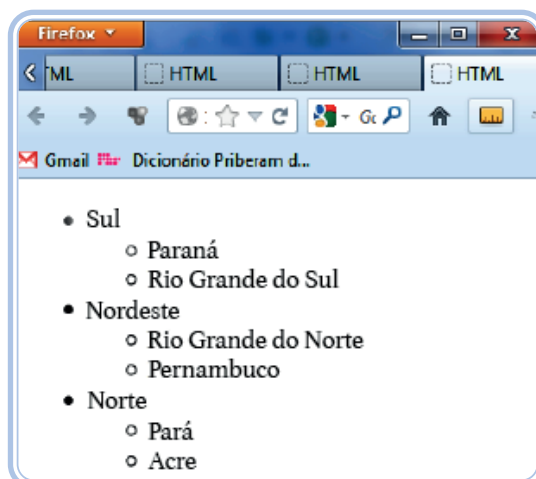 Firefox
TML HTML HTML HTML
Gmail Dicionário Priberam d...
• Sul
o Paraná
o Rio Grande do Sul
• Nordeste
o Rio Grande do Norte
o Pernambuco
• Norte
o Pará
o Acre